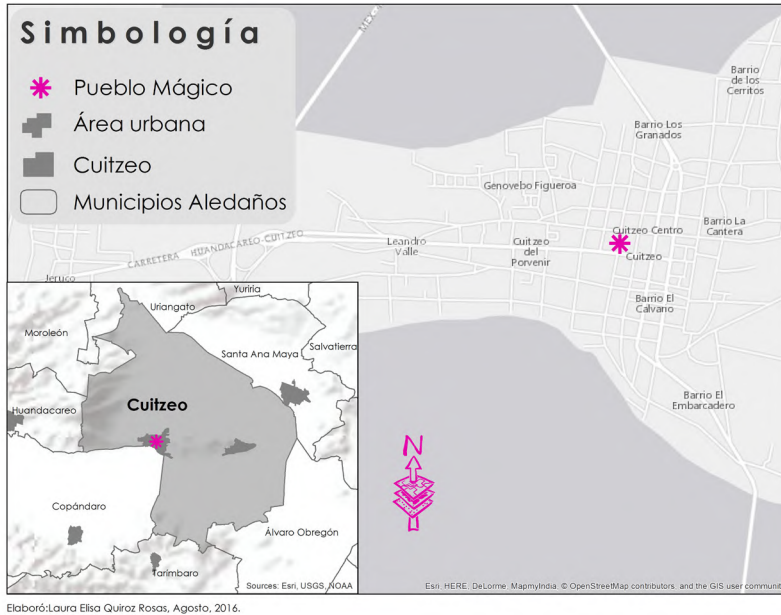 Simbología
Pueblo Mágico
Área urbana
Cuitzeo
Municipios Aledaños
Barrio
de los
Cerritos
Barrio Los
Granados
Genovebo Figueroa
Barrio La
Cantera
Cuitzeo Centro
Leandro
Valle
Cuitzeo
del
Porvenir
Cuitzeo
CARRETERA HUANDACAREO-CUITZEO
Jeruco
Barrio El
Calvano
Barrio El
Embarcadero
N
Yuriria
Uriangato
Moroleón
Salvatierra
Santa Ana Maya
Cuitzeo
Huandacareo
Copándaro
Álvaro Obregón
Tarímbaro
Sources: Esri, USGS, NOAA
Esri, HERE, DeLorme, MapmyIndia, © OpenStreetMap contributors, and the GIS user communit
Elaboró:Laura Elisa Quiroz Rosas, Agosto, 2016.